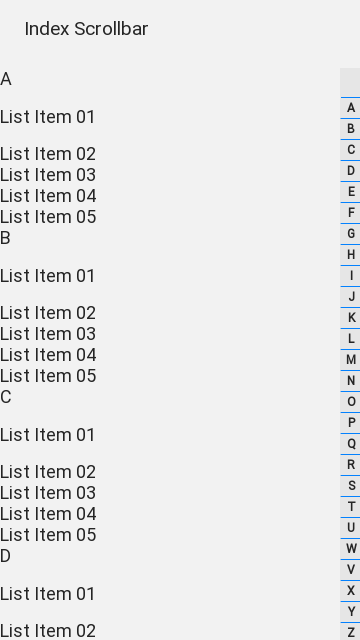 Index Scrollbar
A
List Item 01
List Item 02
List Item 03
List Item 04
List Item 05
B
List Item 01
List Item 02
List Item 03
List Item 04
List Item 05
C
List Item 01
List Item 02
List Item 03
List Item 04
List Item 05
D
List Item 01
List Item 02
A
B
C
D
E
F
G
H
I
J
K
L
M
N
O
P
Q
R
S
T
U
W
V
X
Y
Z